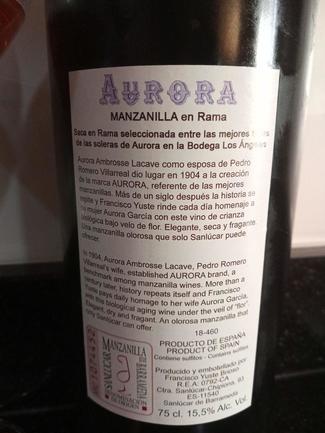 AURORA
MANZANILLA en Rama
Saca en Rama seleccionada entre las mejores
de las soleras de Aurora en la Bodega Los Ángeles
Aurora Ambrosse Lacave como esposa de Pedro
Romero Villarreal dio lugar en 1904 a la creación
de la marca AURORA, referente de las mejores
manzanillas. Más de un siglo después la historia se
repite y Francisco Yuste rinde cada día homenaje a
su mujer Aurora García con este vino de crianza
biológica bajo velo de flor. Elegante, seca y fragante.
Una manzanilla olorosa que solo Sanlúcar puede
ofrecer.
In 1904, Aurora Ambrosse Lacave, Pedro Romero
Villarreal's wife, established AURORA brand, a
benchmark among manzanilla wines. More than a
century later, history repeats itself and Francisco
Yuste pays daily homage to her wife Aurora García,
with this biological aging wine under the veil of "flor".
Elegant, dry and fragant. An olorosa manzanilla that
only Sanlúcar can offer.
18-460
PRODUCTO DE ESPAÑA
PRODUCT OF SPAIN
Contiene sulfitos - Contains sulfites
Producido y embotellado por
Francisco Yuste Brioso
R.E.A: 0792-CA
Ctra. Sanlúcar-Chipiona, 93
ES-11540
Sanlúcar de Barrameda
75 cl. 15,5% Alc. Vol.
MANZANILLA
SANLÚCAR
BARRAMEDA
DENOMINACIÓN
DE ORIGEN